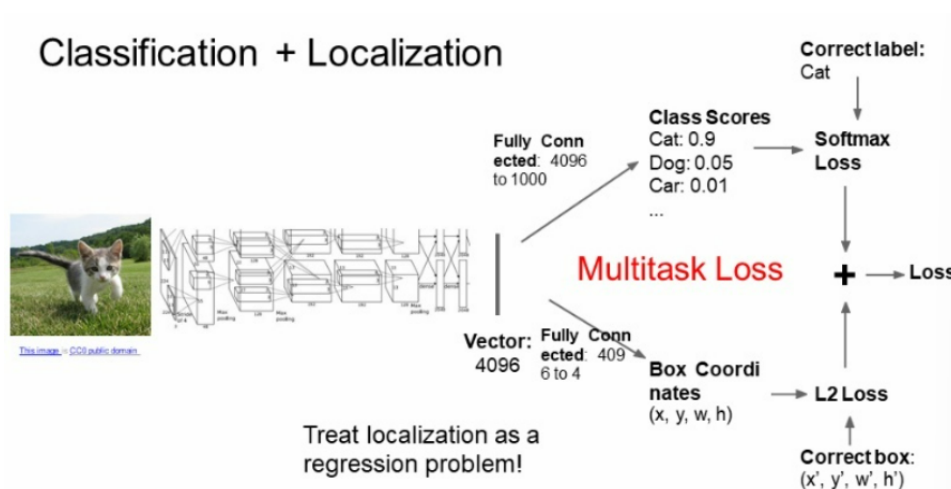 Classification + Localization
Correct label:
Cat
Fully Conn
ected: 4096
to 1000
Class Scores
Cat: 0.9
Dog: 0.05
Car: 0.01
...
Softmax
Loss
Multitask Loss
+
Loss
This image is CC0 public domain
Vector:
4096
Fully Conn
ected: 409
6 to 4
Box Coordi
nates
(x, y, w, h)
L2 Loss
Treat localization as a
regression problem!
Correct box:
(x', y', w', h')